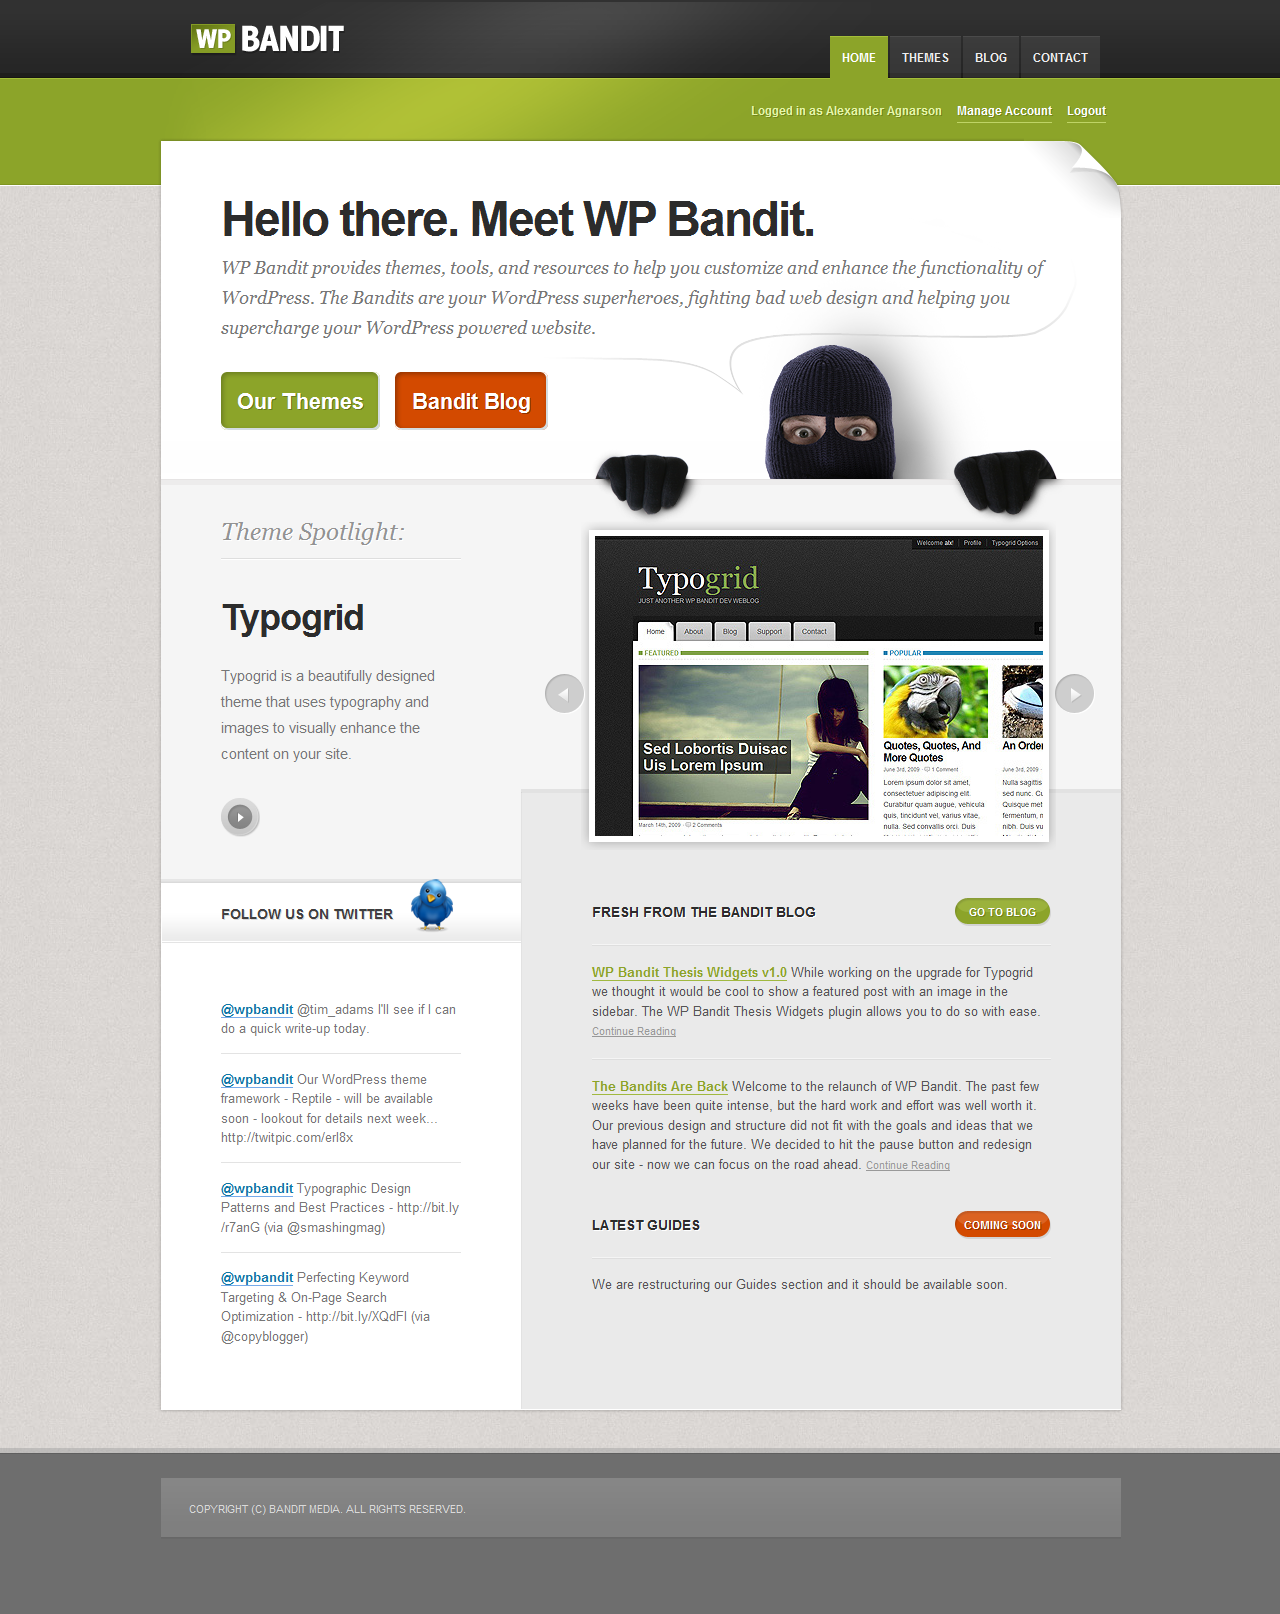 WP BANDIT
HOME THEMES BLOG CONTACT
Logged in as Alexander Agnarson Manage Account Logout
Hello there. Meet WP Bandit.
WP Bandit provides themes, tools, and resources to help you customize and enhance the functionality of
WordPress. The Bandits are your WordPress superheroes, fighting bad web design and helping you
supercharge your WordPress powered website.
Our Themes Bandit Blog
Theme Spotlight:
Typogrid
Typogrid is a beautifully designed
theme that uses typography and
images to visually enhance the
content on your site.
Welcome alx! Profile Typogrid Options
Typogrid
JUST ANOTHER WP BANDIT DEV WEBLOG
Home About Blog Support Contact
FEATURED
POPULAR
Sed Lobortis Duisac
Uis Lorem Ipsum
March 14th, 2009 2 Comments
Quotes, Quotes, And
More Quotes
June 3rd, 2009 · 1 Comment
Lorem ipsum dolor sit amet,
consectetuer adipiscing elit.
Curabitur quam augue, vehicula
quis, tincidunt vel, varius vitae,
nulla. Sed convallis orci. Duis
An Order
June 3rd, 2009 ·
Nulla sagittis
sed nunc. Cu
Quisque met
fermentum, n
nibh. Duis vu
FOLLOW US ON TWITTER
@wpbandit @tim_adams I'll see if I can
do a quick write-up today.
@wpbandit Our WordPress theme
framework - Reptile - will be available
soon - lookout for details next week...
http://twitpic.com/erl8x
@wpbandit Typographic Design
Patterns and Best Practices - http://bit.ly
/r7anG (via @smashingmag)
@wpbandit Perfecting Keyword
Targeting & On-Page Search
Optimization - http://bit.ly/XQdFl (via
@copyblogger)
FRESH FROM THE BANDIT BLOG
GO TO BLOG
WP Bandit Thesis Widgets v1.0 While working on the upgrade for Typogrid
we thought it would be cool to show a featured post with an image in the
sidebar. The WP Bandit Thesis Widgets plugin allows you to do so with ease.
Continue Reading
The Bandits Are Back Welcome to the relaunch of WP Bandit. The past few
weeks have been quite intense, but the hard work and effort was well worth it.
Our previous design and structure did not fit with the goals and ideas that we
have planned for the future. We decided to hit the pause button and redesign
our site - now we can focus on the road ahead. Continue Reading
LATEST GUIDES
COMING SOON
We are restructuring our Guides section and it should be available soon.
COPYRIGHT (C) BANDIT MEDIA. ALL RIGHTS RESERVED.